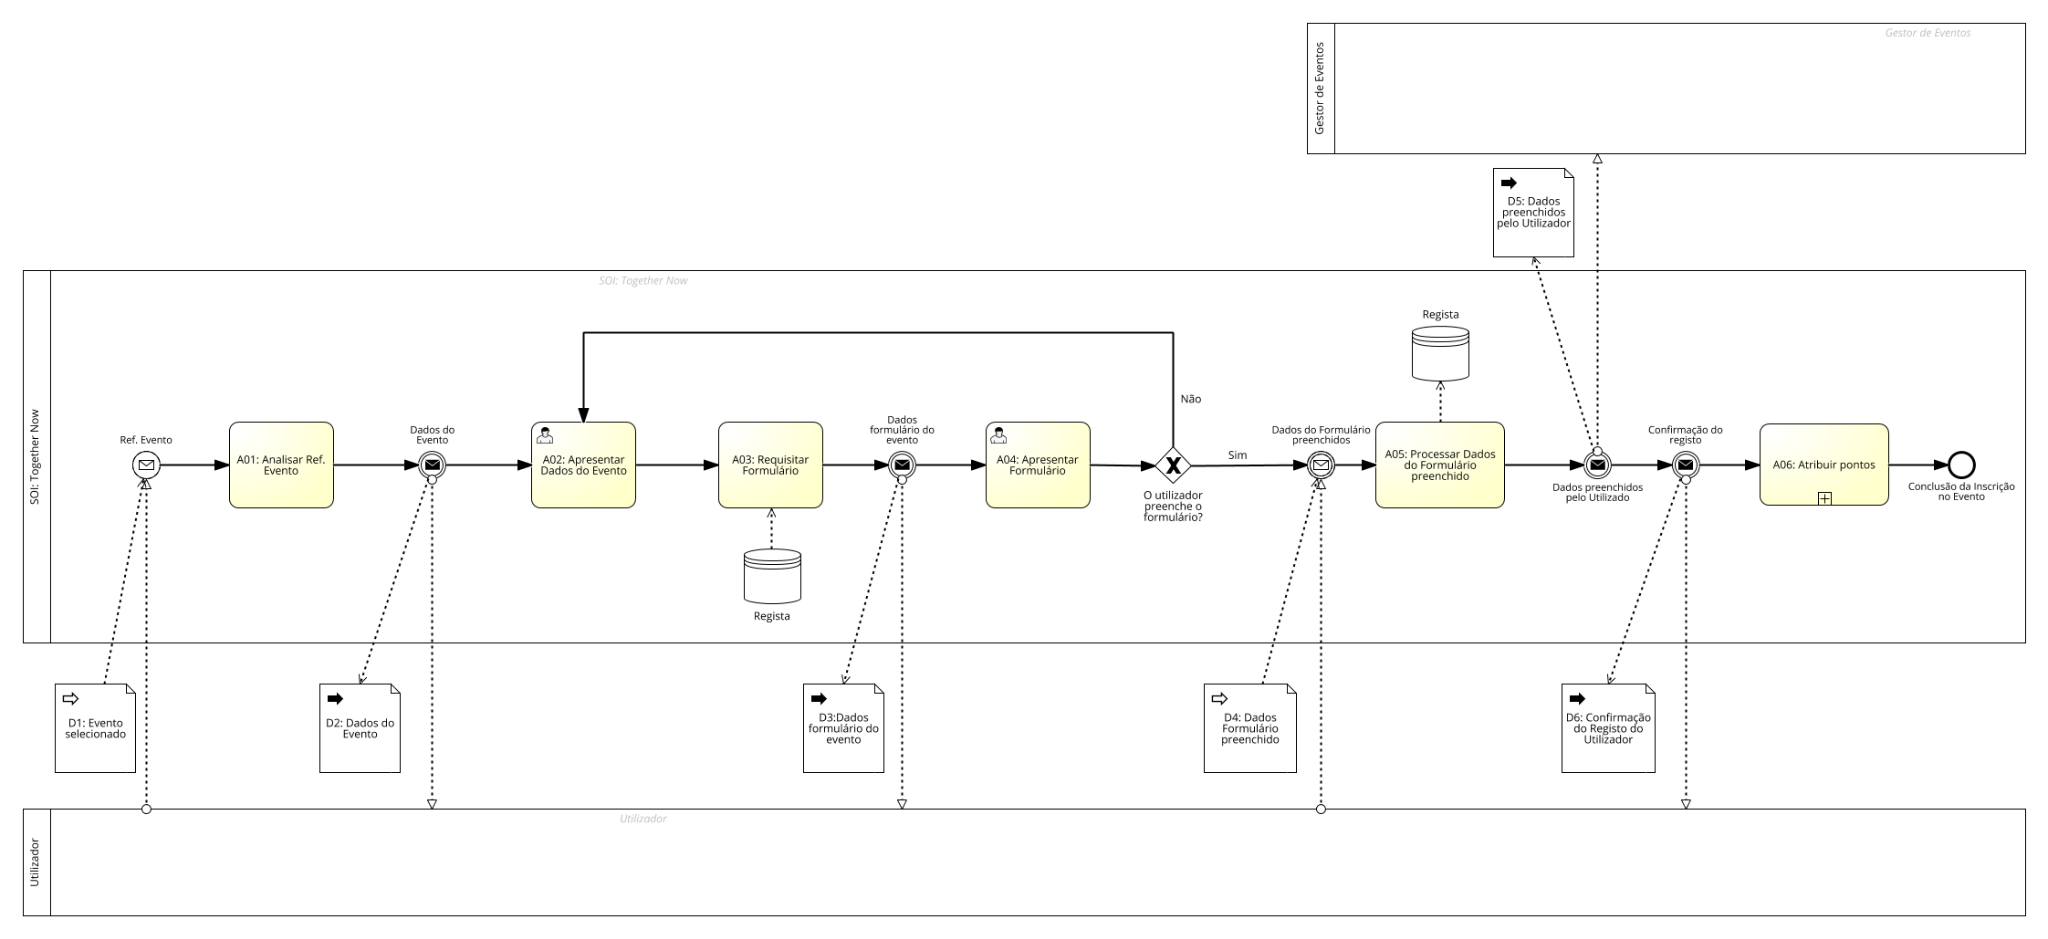 Gestor de Eventos
Gestor de Eventos
D5: Dados
preenchidos
pelo Utilizador
SOI: Together Now
SOI: Together Now
Regista
Não
Ref. Evento
A01: Analisar Ref.
Evento
Dados do
Evento
A02: Apresentar
Dados do Evento
A03: Requisitar
Formulário
Dados
formulário do
evento
A04: Apresentar
Formulário
O utilizador
preenche o
formulário?
Sim
Dados do Formulário
preenchidos
A05: Processar Dados
do Formulário
preenchido
Dados preenchidos
pelo Utilizado
Confirmação do
registo
A06: Atribuir pontos
Conclusão da Inscrição
no Evento
Regista
D1: Evento
selecionado
D2: Dados do
Evento
D3:Dados
formulário do
evento
D4: Dados
Formulário
preenchido
D6: Confirmação
do Registo do
Utilizador
Utilizador
Utilizador